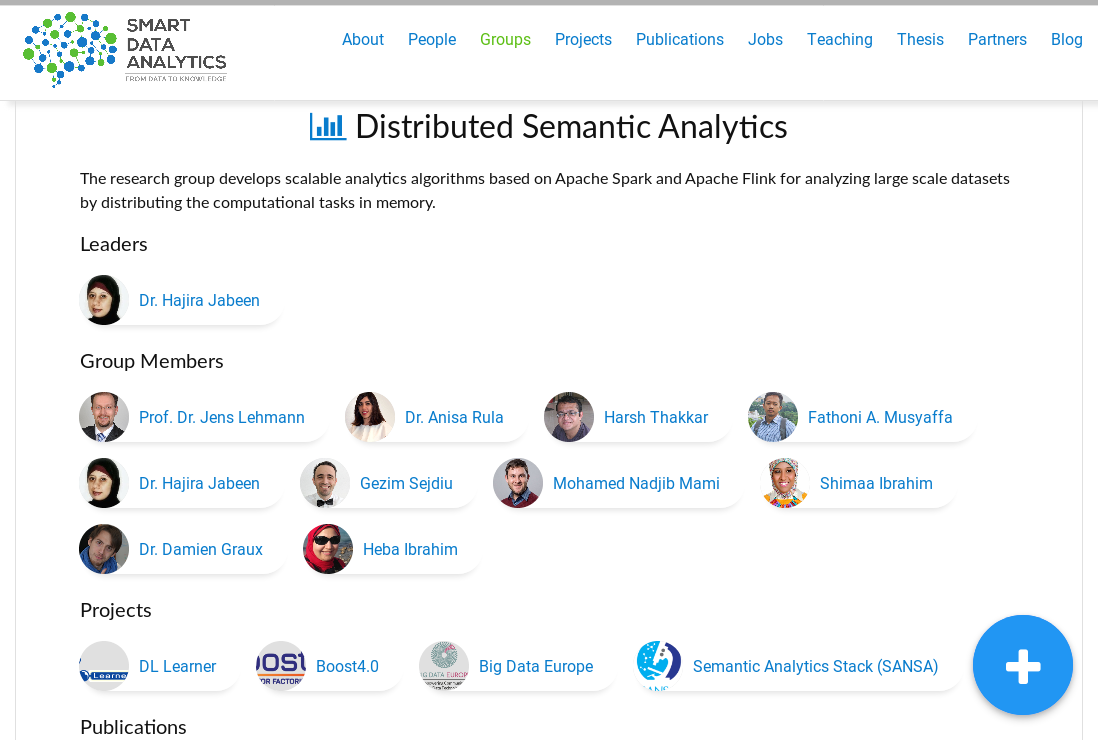 SMART
DATA
ANALYTICS
FROM DATA TO KNOWLEDGE
About People Groups Projects Publications Jobs Teaching Thesis Partners Blog
Distributed Semantic Analytics
The research group develops scalable analytics algorithms based on Apache Spark and Apache Flink for analyzing large scale datasets
by distributing the computational tasks in memory.
Leaders
Dr. Hajira Jabeen
Group Members
Prof. Dr. Jens Lehmann Dr. Anisa Rula Harsh Thakkar Fathoni A. Musyaffa
Dr. Hajira Jabeen Gezim Sejdiu Mohamed Nadjib Mami Shimaa Ibrahim
Dr. Damien Graux Heba Ibrahim
Projects
DL Learner Boost4.0 Big Data Europe Semantic Analytics Stack (SANSA)
Publications